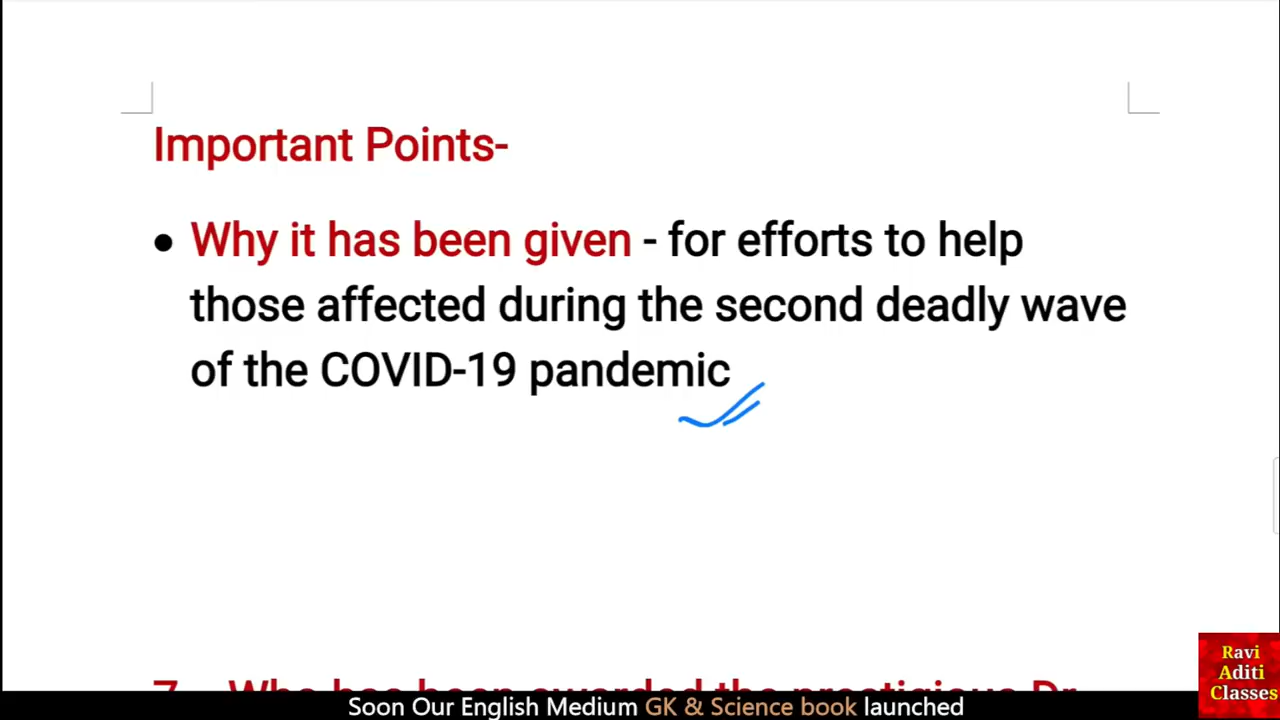 Important Points-
• Why it has been given - for efforts to help
those affected during the second deadly wave
of the COVID-19 pandemic
7. Who has been awarded the prestigious Dr
Ravi
Aditi
Classes
Soon Our English Medium GK & Science book launched